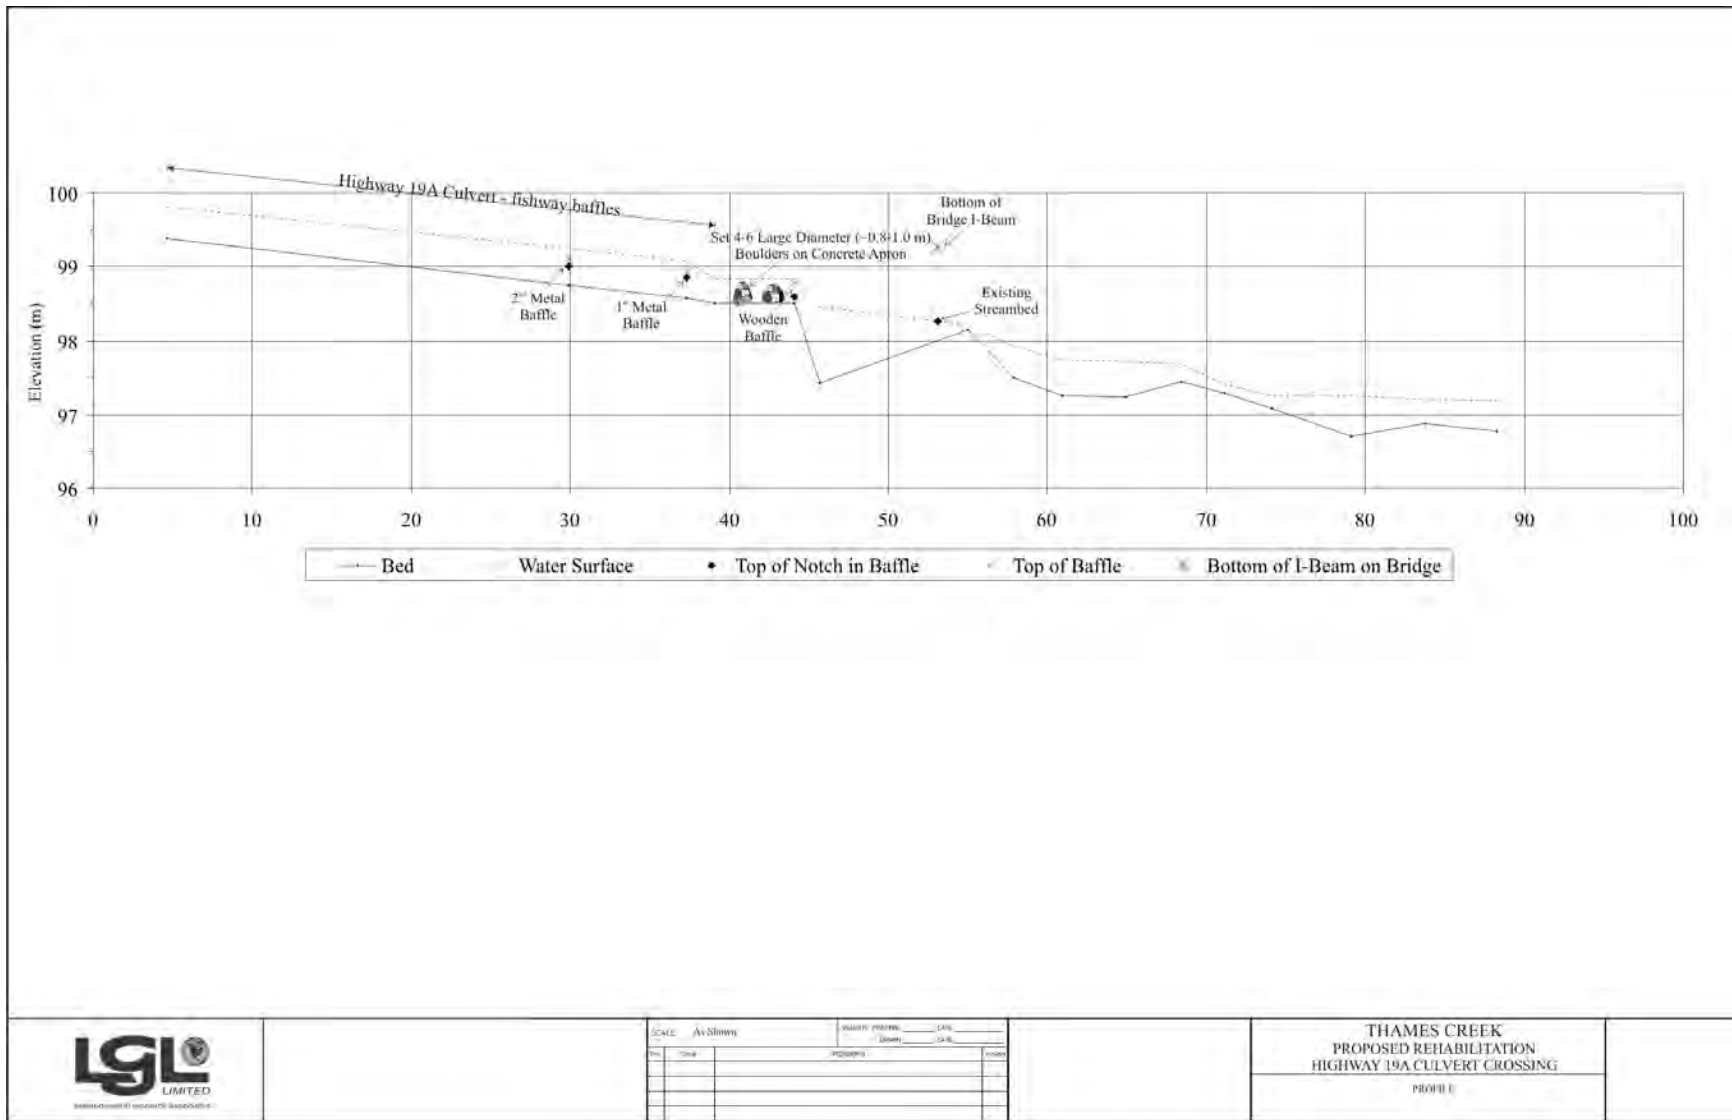 Highway 19A Culvert - fishway baffles
Bottom of
Bridge I-Beam
Set 4-6 Large Diameter (~0.8-1.0 m)
Boulders on Concrete Apron
2nd Metal
Baffle
1st Metal
Baffle
Wooden
Baffle
Existing
Streambed
Elevation (m)
100
99
98
97
96
0 10 20 30 40 50 60 70 80 90 100
Bed Water Surface Top of Notch in Baffle Top of Baffle Bottom of I-Beam on Bridge
LGL
LIMITED
SCALE As Shown
DATE
DRAWN DATE
THAMES CREEK
PROPOSED REHABILITATION
HIGHWAY 19A CULVERT CROSSING
PROFILE